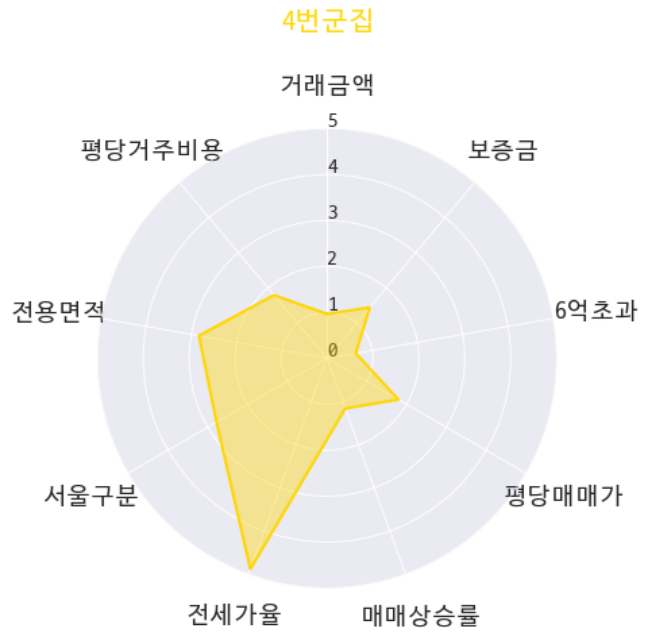 4번군집
거래금액
평당거주비용
보증금
5
4
3
2
1
0
전용면적
6억초과
서울구분
평당매매가
전세가율
매매상승률